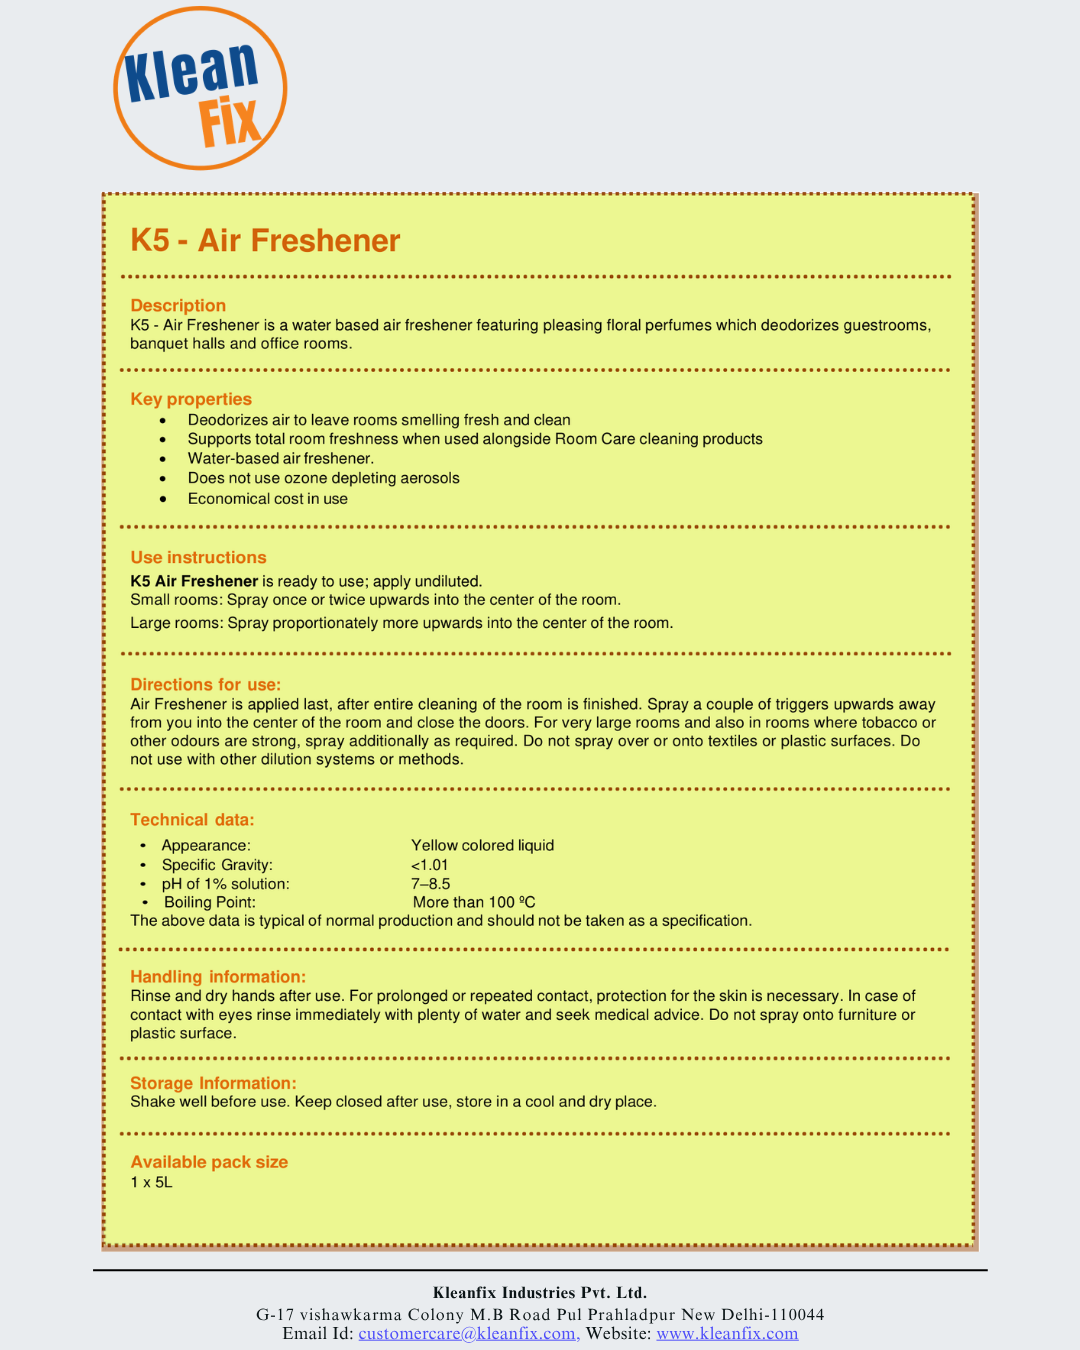 Klean
Fix
K5 - Air Freshener
Description
K5 - Air Freshener is a water based air freshener featuring pleasing floral perfumes which deodorizes guestrooms,
banquet halls and office rooms.
Key properties
• Deodorizes air to leave rooms smelling fresh and clean
• Supports total room freshness when used alongside Room Care cleaning products
• Water-based air freshener.
• Does not use ozone depleting aerosols
• Economical cost in use
Use instructions
K5 Air Freshener is ready to use; apply undiluted.
Small rooms: Spray once or twice upwards into the center of the room.
Large rooms: Spray proportionately more upwards into the center of the room.
Directions for use:
Air Freshener is applied last, after entire cleaning of the room is finished. Spray a couple of triggers upwards away
from you into the center of the room and close the doors. For very large rooms and also in rooms where tobacco or
other odours are strong, spray additionally as required. Do not spray over or onto textiles or plastic surfaces. Do
not use with other dilution systems or methods.
Technical data:
• Appearance: Yellow colored liquid
• Specific Gravity: <1.01
• pH of 1% solution: 7–8.5
• Boiling Point: More than 100 ºC
The above data is typical of normal production and should not be taken as a specification.
Handling information:
Rinse and dry hands after use. For prolonged or repeated contact, protection for the skin is necessary. In case of
contact with eyes rinse immediately with plenty of water and seek medical advice. Do not spray onto furniture or
plastic surface.
Storage Information:
Shake well before use. Keep closed after use, store in a cool and dry place.
Available pack size
1 x 5L
Kleanfix Industries Pvt. Ltd.
G-17 vishawkarma Colony M.B Road Pul Prahladpur New Delhi-110044
Email Id: customercare@kleanfix.com, Website: www.kleanfix.com